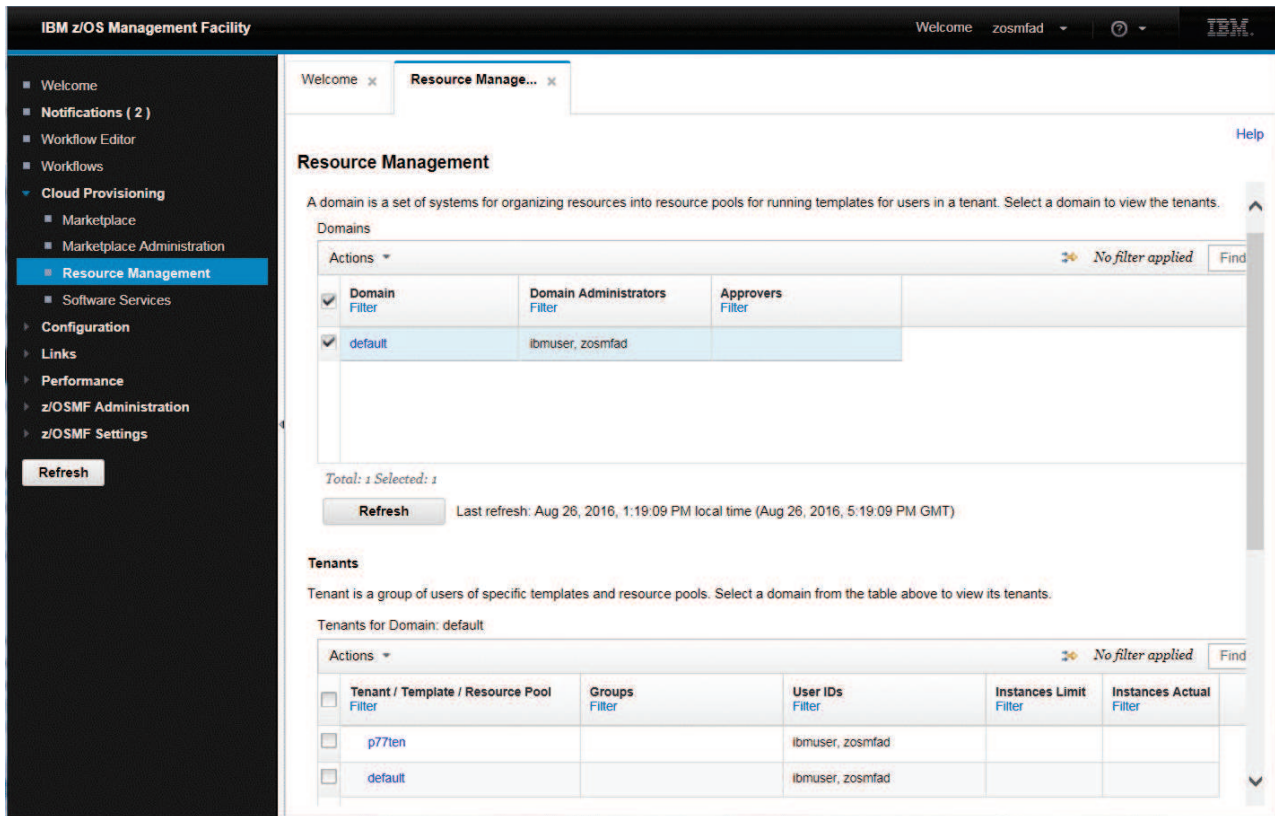 IBM z/OS Management Facility
Welcome zosmfad
IBM.
Welcome
Notifications ( 2 )
Workflow Editor
Workflows
Cloud Provisioning
Marketplace
Marketplace Administration
Resource Management
Software Services
Configuration
Links
Performance
z/OSMF Administration
z/OSMF Settings
Refresh
Welcome
Resource Manage...
Help
Resource Management
A domain is a set of systems for organizing resources into resource pools for running templates for users in a tenant. Select a domain to view the tenants.
Domains
Actions No filter applied Find
Domain Domain Administrators Approvers
Filter Filter Filter
default ibmuser, zosmfad
Total: 1 Selected: 1
Refresh Last refresh: Aug 26, 2016, 1:19:09 PM local time (Aug 26, 2016, 5:19:09 PM GMT)
Tenants
Tenant is a group of users of specific templates and resource pools. Select a domain from the table above to view its tenants.
Tenants for Domain: default
Actions No filter applied Find
Tenant / Template / Resource Pool Groups User IDs Instances Limit Instances Actual
Filter Filter Filter Filter Filter
p77ten ibmuser, zosmfad
default ibmuser, zosmfad